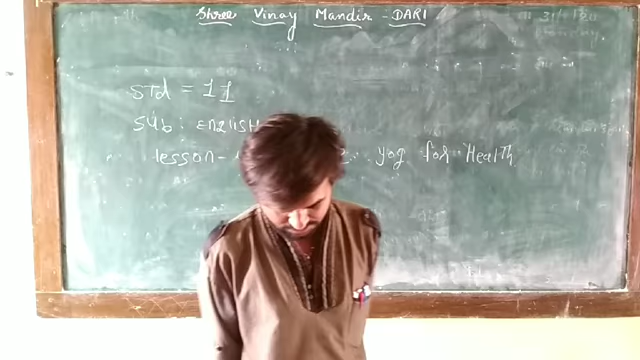 Shree Vinay Mandir - DARI
Std = 11
Sub: ENglISH
lesson- yog for Health